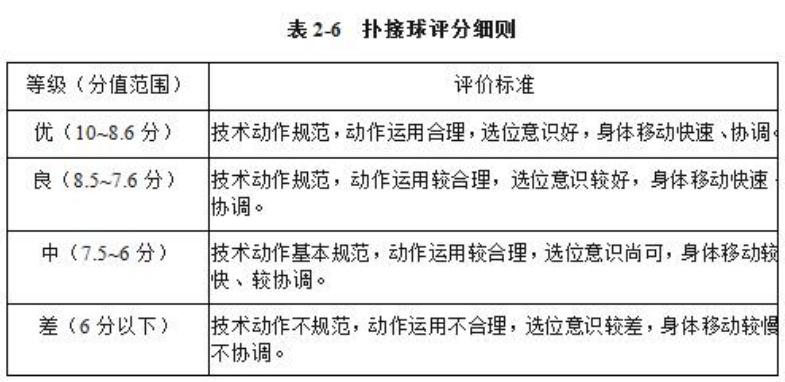 表 2-6 扑接球评分细则
等级（分值范围） 评价标准
优（10~8.6 分） 技术动作规范，动作运用合理，选位意识好，身体移动快速、协调。
良（8.5~7.6 分） 技术动作规范，动作运用较合理，选位意识较好，身体移动快速、
协调。
中（7.5~6 分） 技术动作基本规范，动作运用较合理，选位意识尚可，身体移动较
快、较协调。
差（6 分以下） 技术动作不规范，动作运用不合理，选位意识较差，身体移动较慢
不协调。